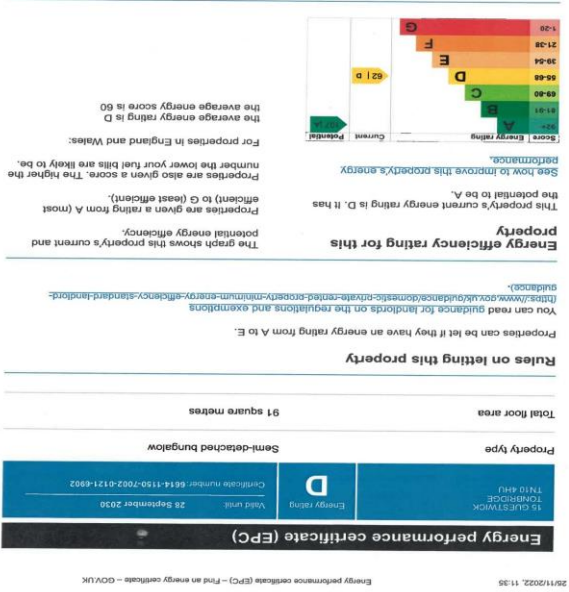 25/11/2022, 11:35
Energy performance certificate (EPC) – Find an energy certificate – GOV.UK
Energy performance certificate (EPC)
15 GUESTWICK
TONBRIDGE
TN10 4HU
Energy rating
D
Valid until 28 September 2030
Certificate number: 6614-1150-7002-0121-6902
Property type Semi-detached bungalow
Total floor area 91 square metres
Rules on letting this property
Properties can be let if they have an energy rating from A to E.
You can read guidance for landlords on the regulations and exemptions
(https://www.gov.uk/guidance/domestic-private-rented-property-minimum-energy-efficiency-standard-landlord-
guidance).
Energy efficiency rating for this
property
This property's current energy rating is D. It has
the potential to be A.
See how to improve this property's energy
performance.
Score Energy rating Current Potential
92+ A
81-91 B
69-80 C
55-68 D 62 | D
39-54 E
21-38 F
1-20 G
The graph shows this property's current and
potential energy efficiency.
Properties are given a rating from A (most
efficient) to G (least efficient).
Properties are also given a score. The higher the
number the lower your fuel bills are likely to be.
For properties in England and Wales:
the average energy rating is D
the average energy score is 60